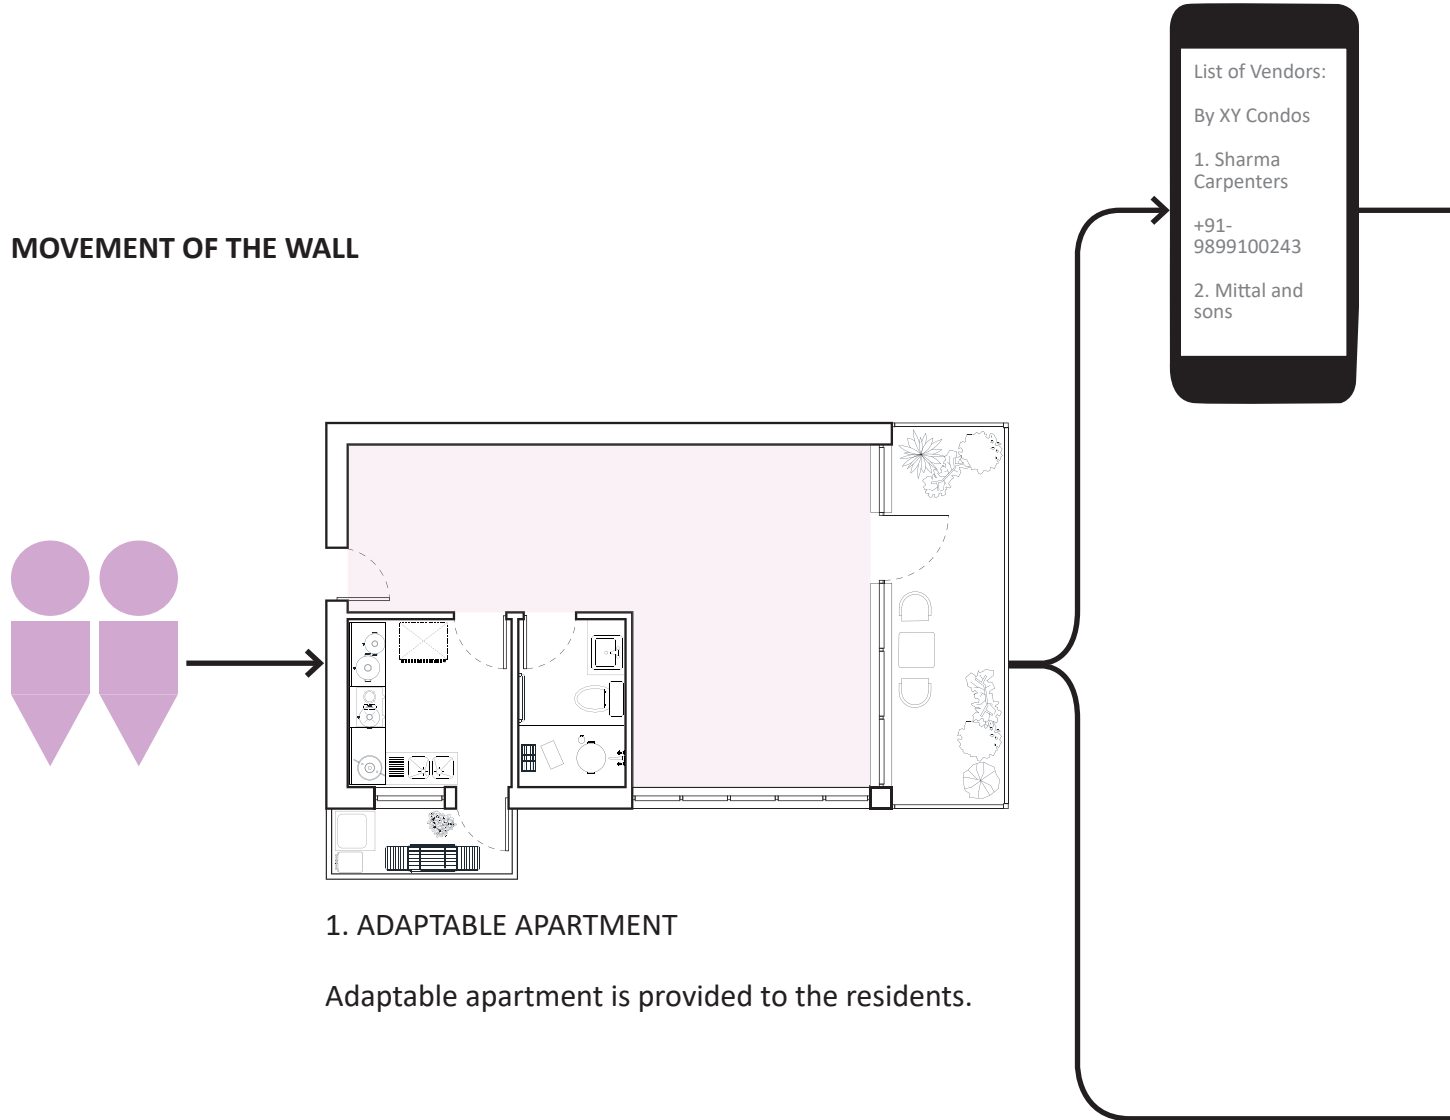 List of Vendors:
By XY Condos
1. Sharma
Carpenters
+91-
9899100243
2. Mittal and
sons
MOVEMENT OF THE WALL
1. ADAPTABLE APARTMENT
Adaptable apartment is provided to the residents.